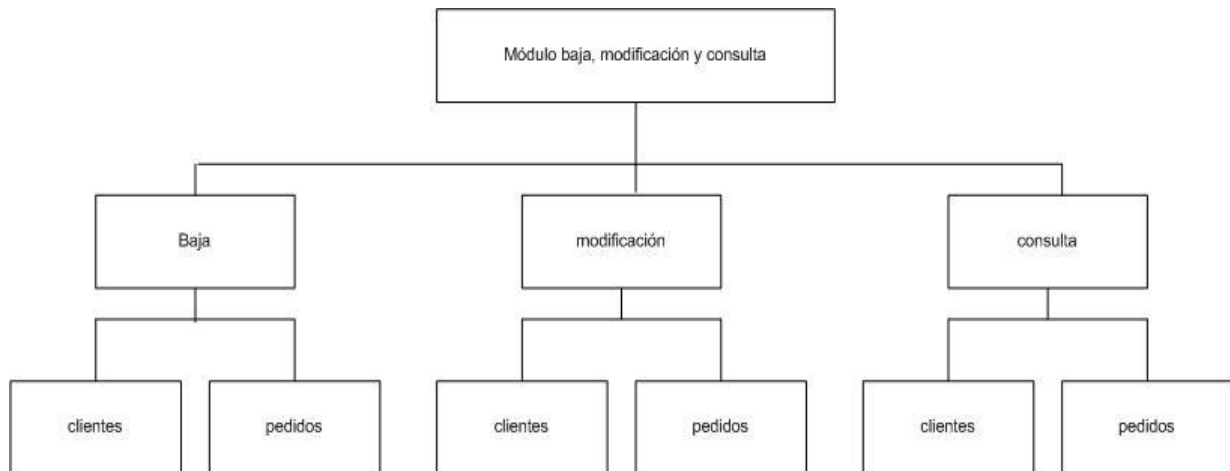 Módulo baja, modificación y consulta
Baja
modificación
consulta
clientes
pedidos
clientes
pedidos
clientes
pedidos